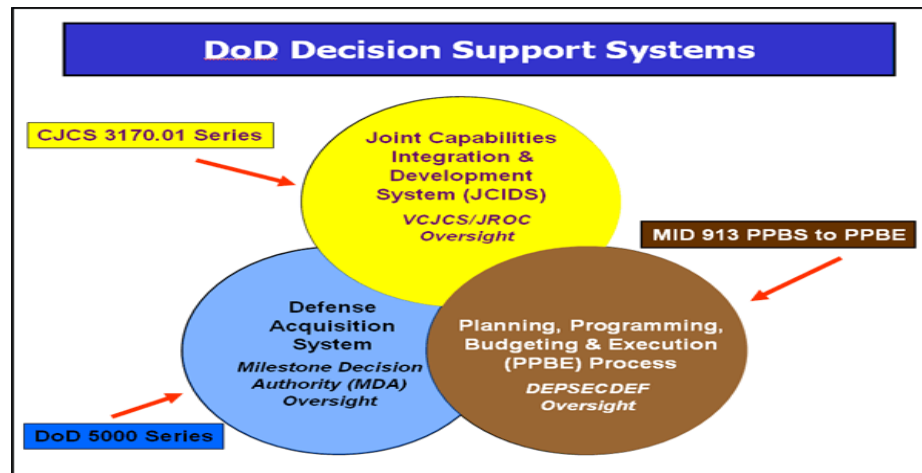 DoD Decision Support Systems
CJCS 3170.01 Series
Joint Capabilities
Integration &
Development
System (JCIDS)
VCJCS/JROC
Oversight
MID 913 PPBS to PPBE
Defense
Acquisition
System
Milestone Decision
Authority (MDA)
Oversight
Planning, Programming,
Budgeting & Execution
(PPBE) Process
DEPSECDEF
Oversight
DoD 5000 Series